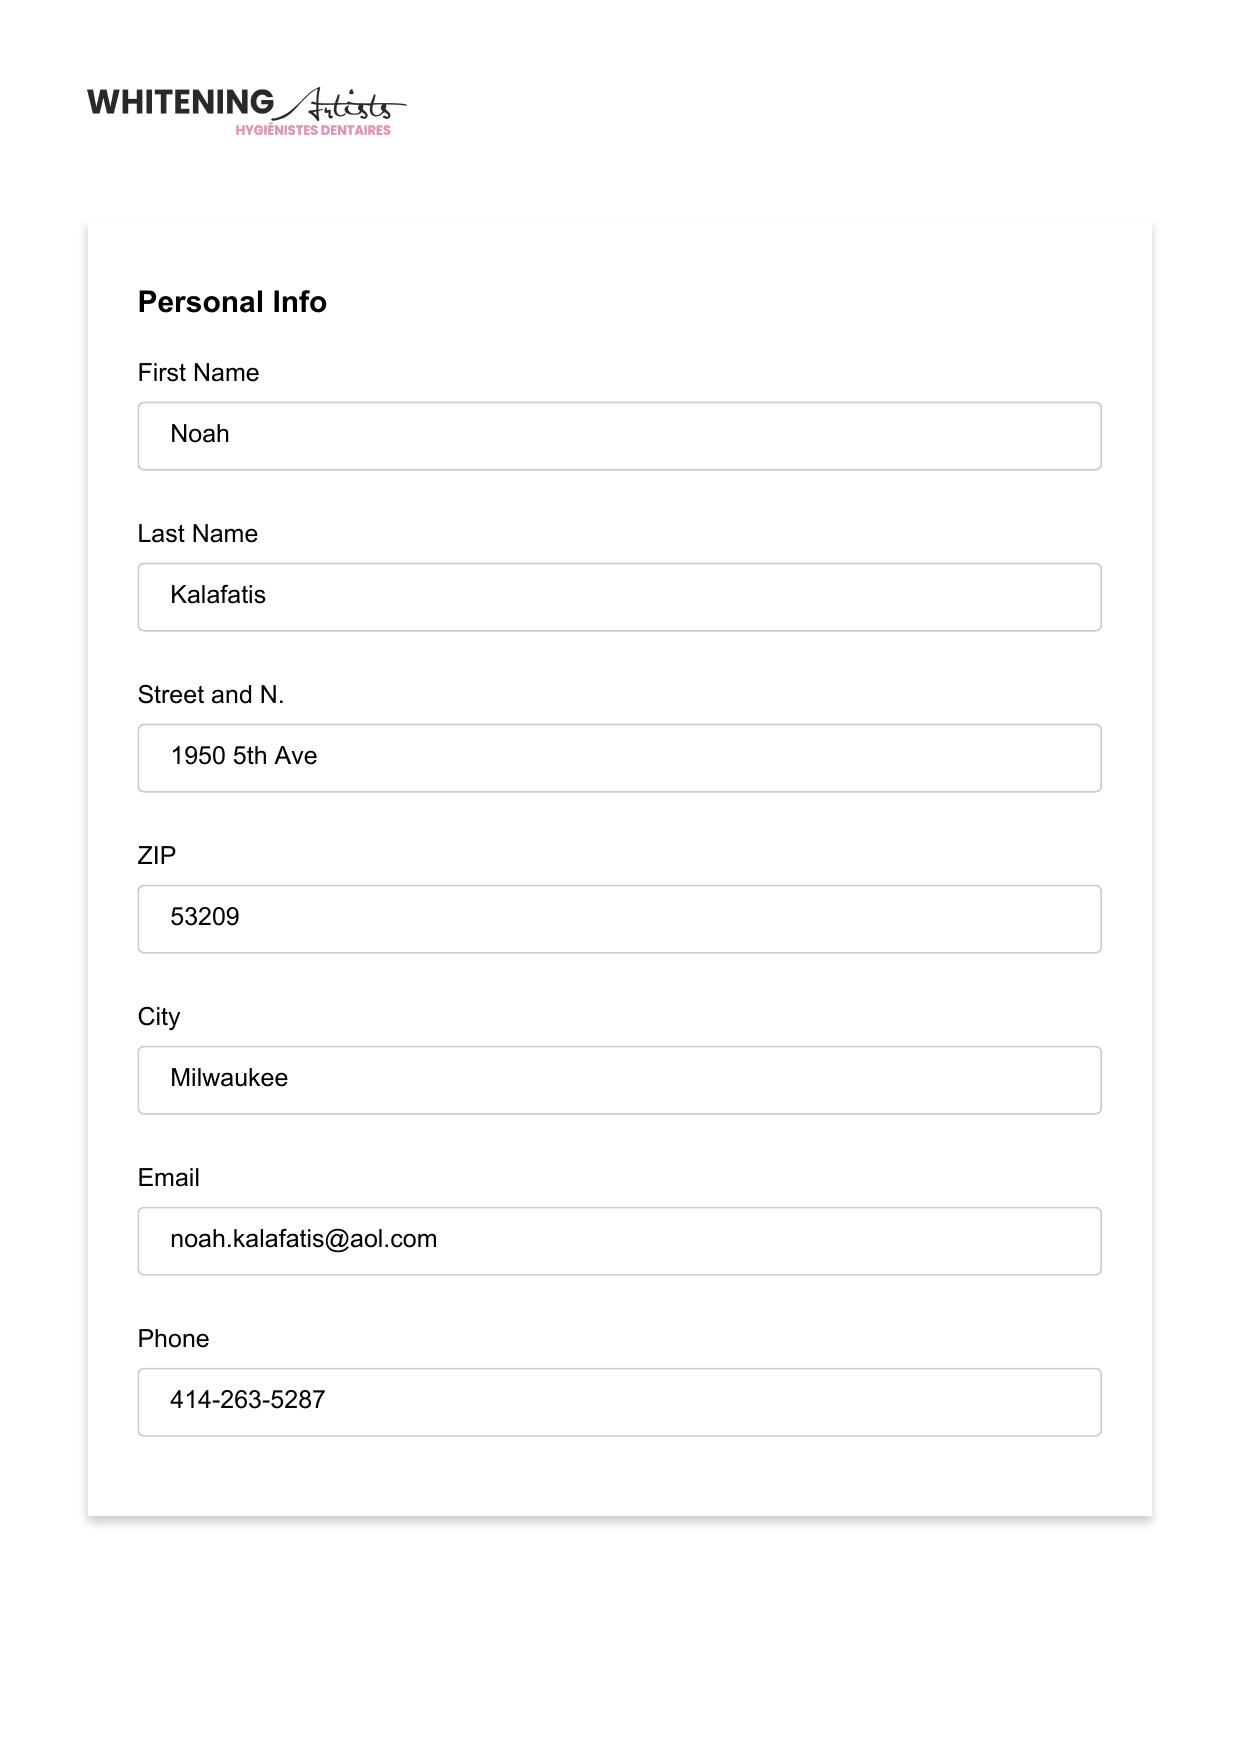 WHITENING Artists
HYGIÉNISTES DENTAIRES
Personal Info
First Name
Noah
Last Name
Kalafatis
Street and N.
1950 5th Ave
ZIP
53209
City
Milwaukee
Email
noah.kalafatis@aol.com
Phone
414-263-5287